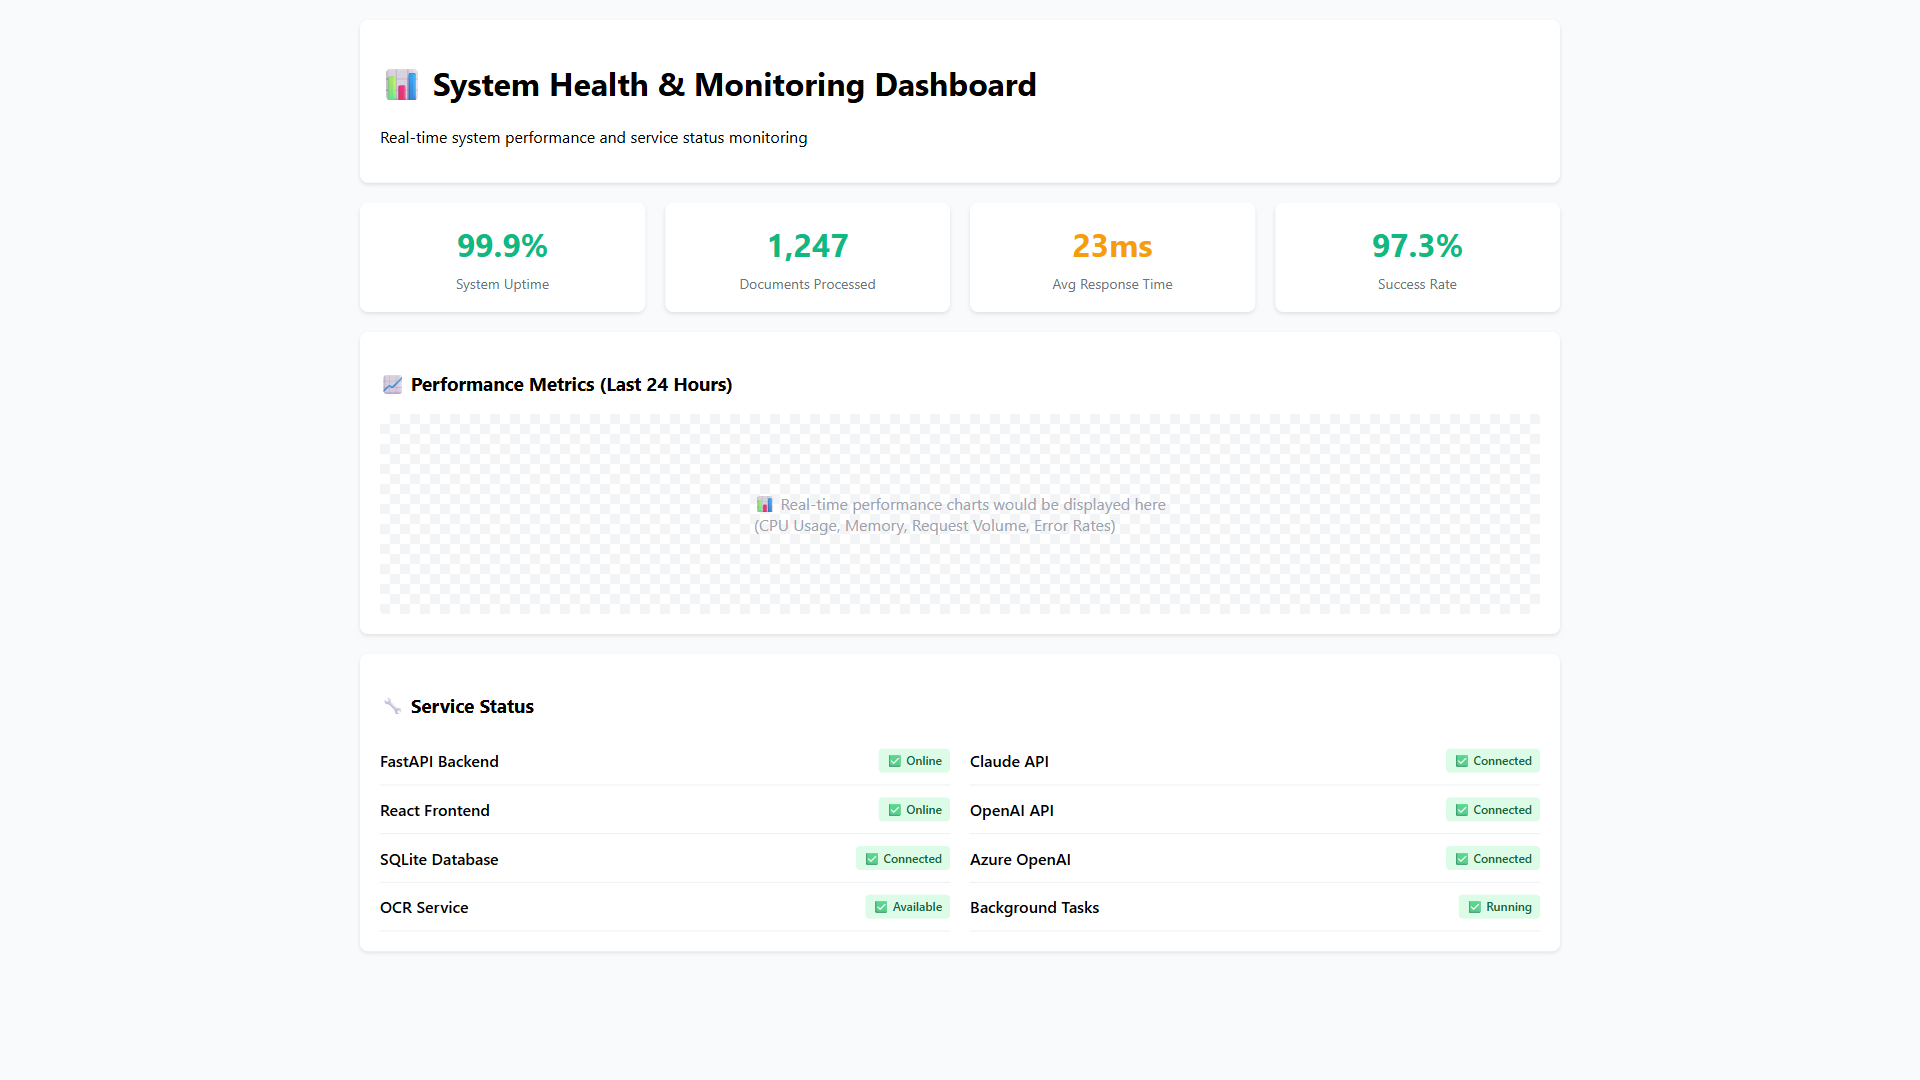 System Health & Monitoring Dashboard
Real-time system performance and service status monitoring
99.9%
System Uptime
1,247
Documents Processed
23ms
Avg Response Time
97.3%
Success Rate
Performance Metrics (Last 24 Hours)
Real-time performance charts would be displayed here
(CPU Usage, Memory, Request Volume, Error Rates)
Service Status
FastAPI Backend
Online
Claude API
Connected
React Frontend
Online
OpenAI API
Connected
SQLite Database
Connected
Azure OpenAI
Connected
OCR Service
Available
Background Tasks
Running